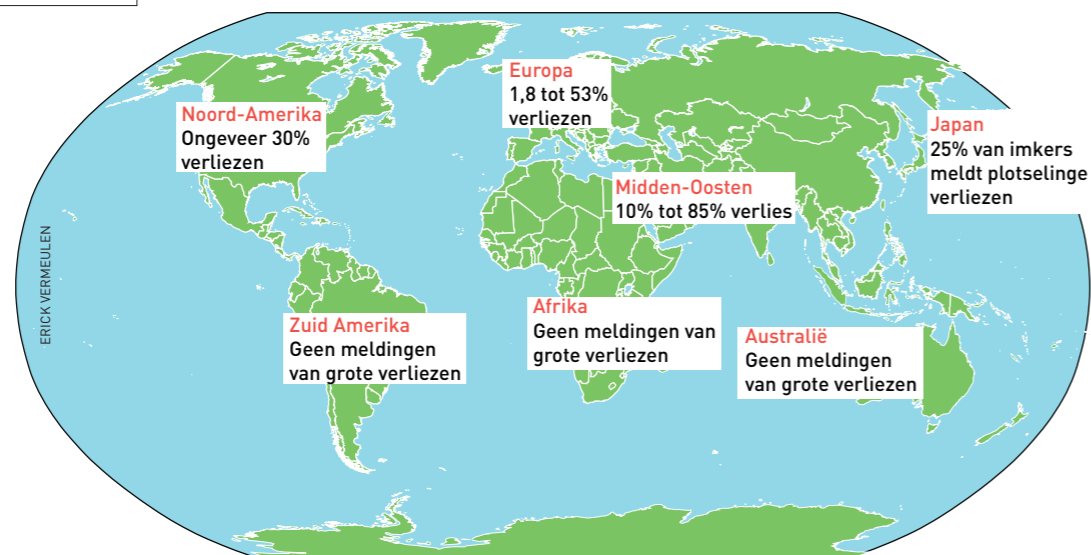 Europa
1,8 tot 53%
verliezen
Noord-Amerika
Ongeveer 30%
verliezen
Japan
25% van imkers
meldt plotselinge
verliezen
Midden-Oosten
10% tot 85% verlies
ERICK VERMEULEN
Zuid Amerika
Geen meldingen
van grote verliezen
Afrika
Geen meldingen van
grote verliezen
Australië
Geen meldingen
van grote verliezen